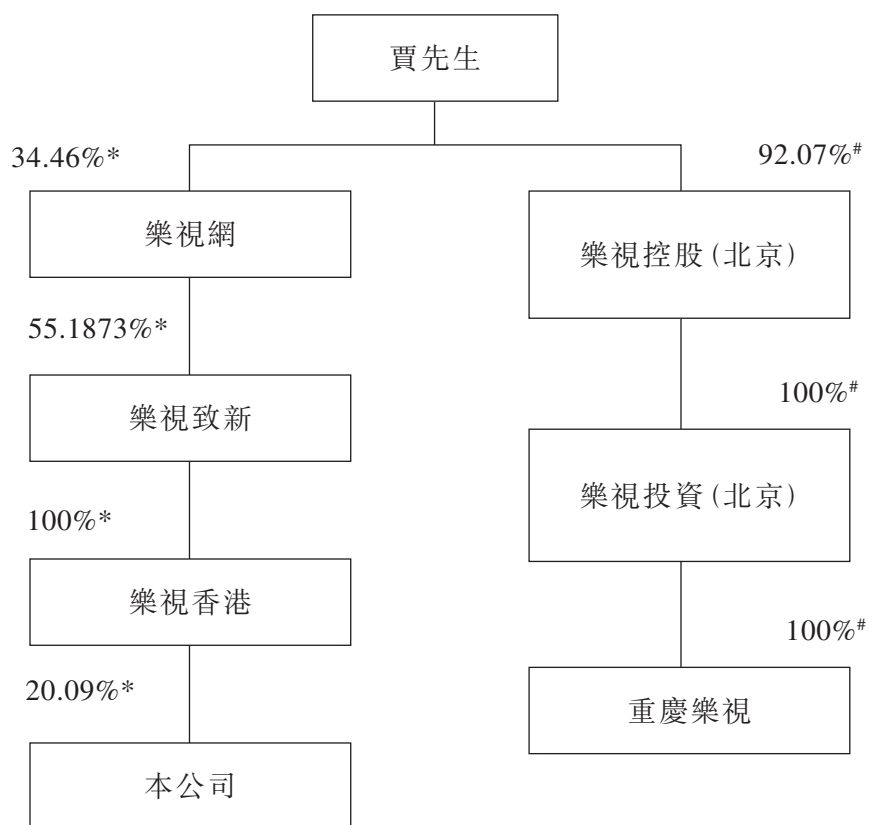 賈先生
34.46%*
92.07%#
樂視網
樂視控股(北京)
55.1873%*
100%#
樂視致新
樂視投資(北京)
100%*
樂視香港
100%#
20.09%*
重慶樂視
本公司